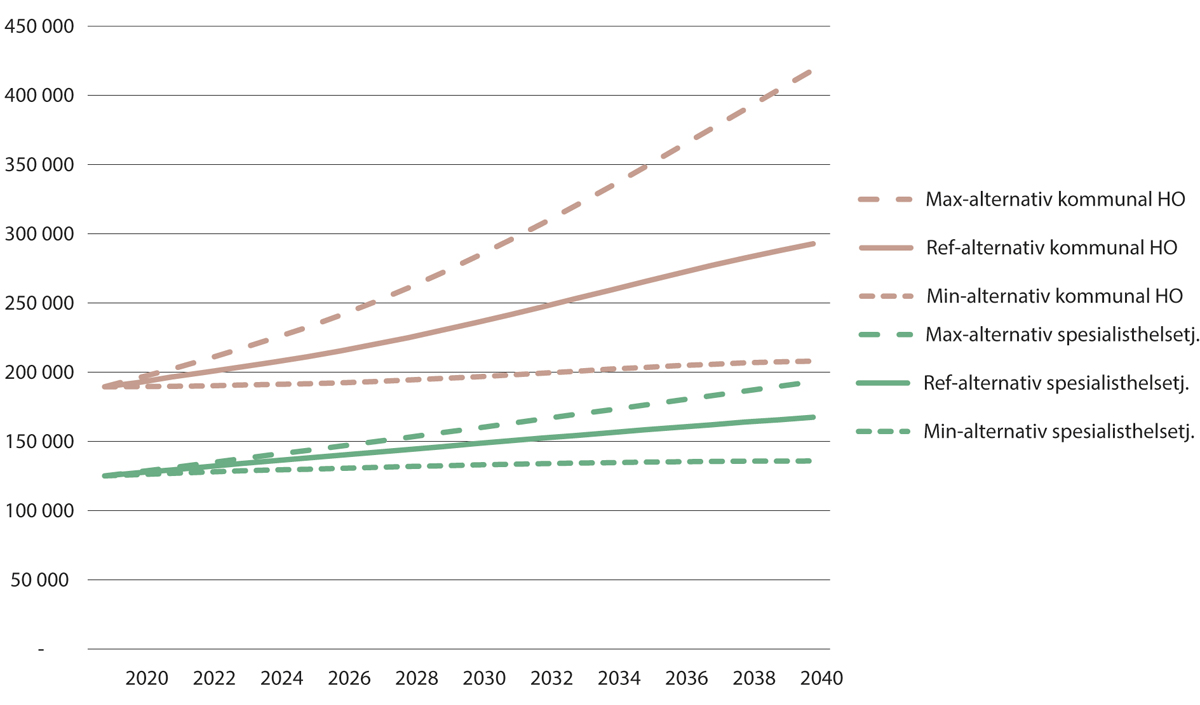 450 000
400 000
350 000
300 000
250 000
200 000
150 000
100 000
50 000
-
2020 2022 2024 2026 2028 2030 2032 2034 2036 2038 2040
Max-alternativ kommunal HO
Ref-alternativ kommunal HO
Min-alternativ kommunal HO
Max-alternativ spesialisthelsetj.
Ref-alternativ spesialisthelsetj.
Min-alternativ spesialisthelsetj.